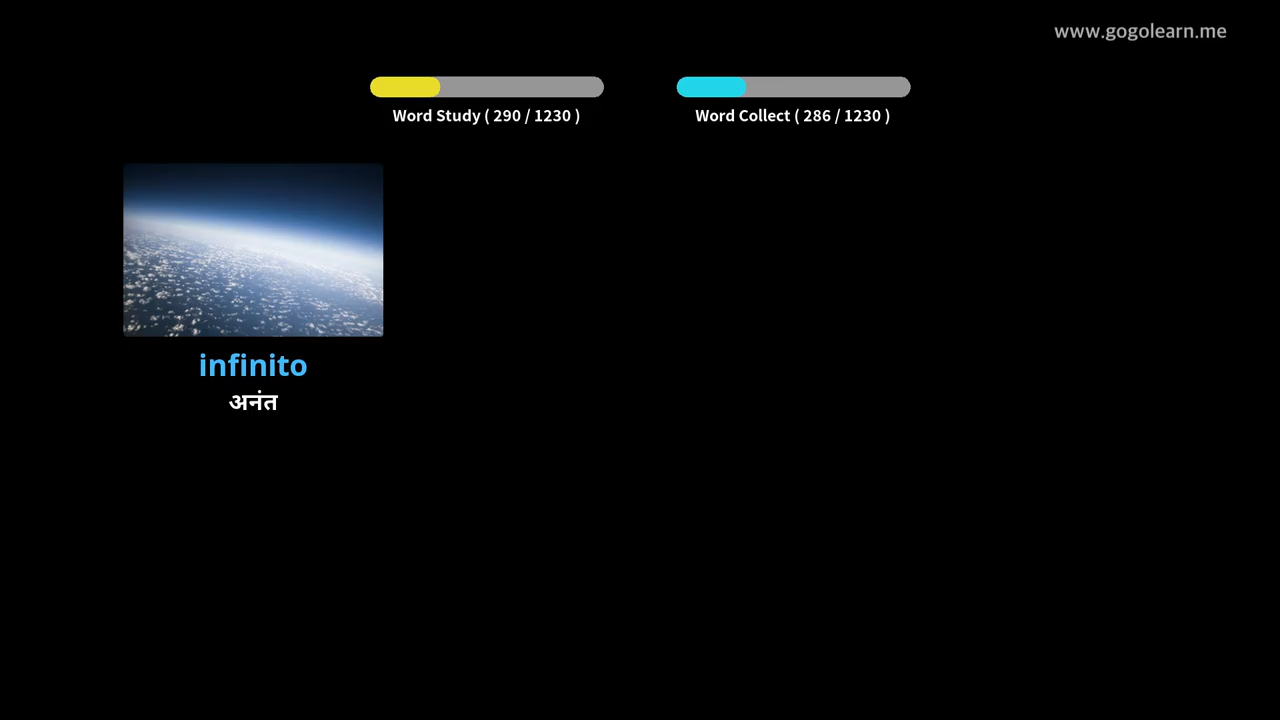 www.gogolearn.me
Word Study ( 290 / 1230 )
Word Collect ( 286 / 1230 )
infinito
अनंत